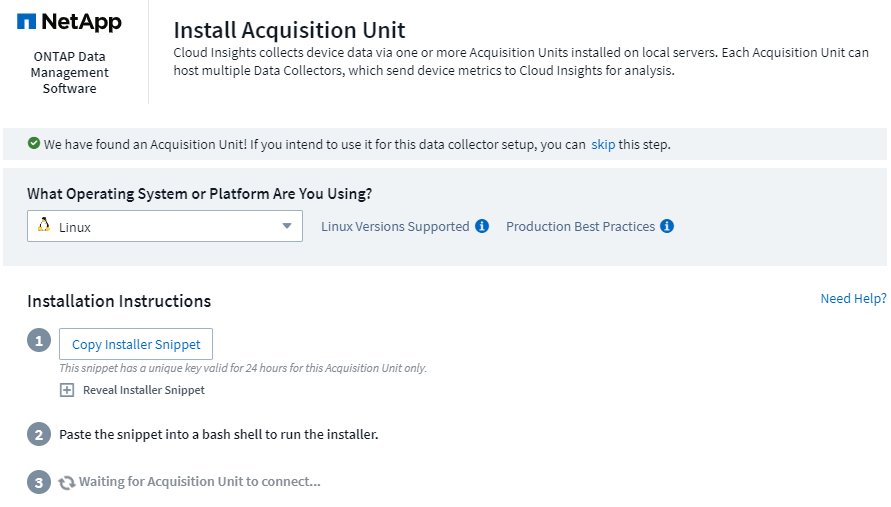 NetApp
ONTAP Data
Management
Software
Install Acquisition Unit
Cloud Insights collects device data via one or more Acquisition Units installed on local servers. Each Acquisition Unit can
host multiple Data Collectors, which send device metrics to Cloud Insights for analysis.
We have found an Acquisition Unit! If you intend to use it for this data collector setup, you can skip this step.
What Operating System or Platform Are You Using?
Linux Linux Versions Supported i Production Best Practices i
Installation Instructions Need Help?
1 Copy Installer Snippet
This snippet has a unique key valid for 24 hours for this Acquisition Unit only.
+ Reveal Installer Snippet
2 Paste the snippet into a bash shell to run the installer.
3 Waiting for Acquisition Unit to connect...